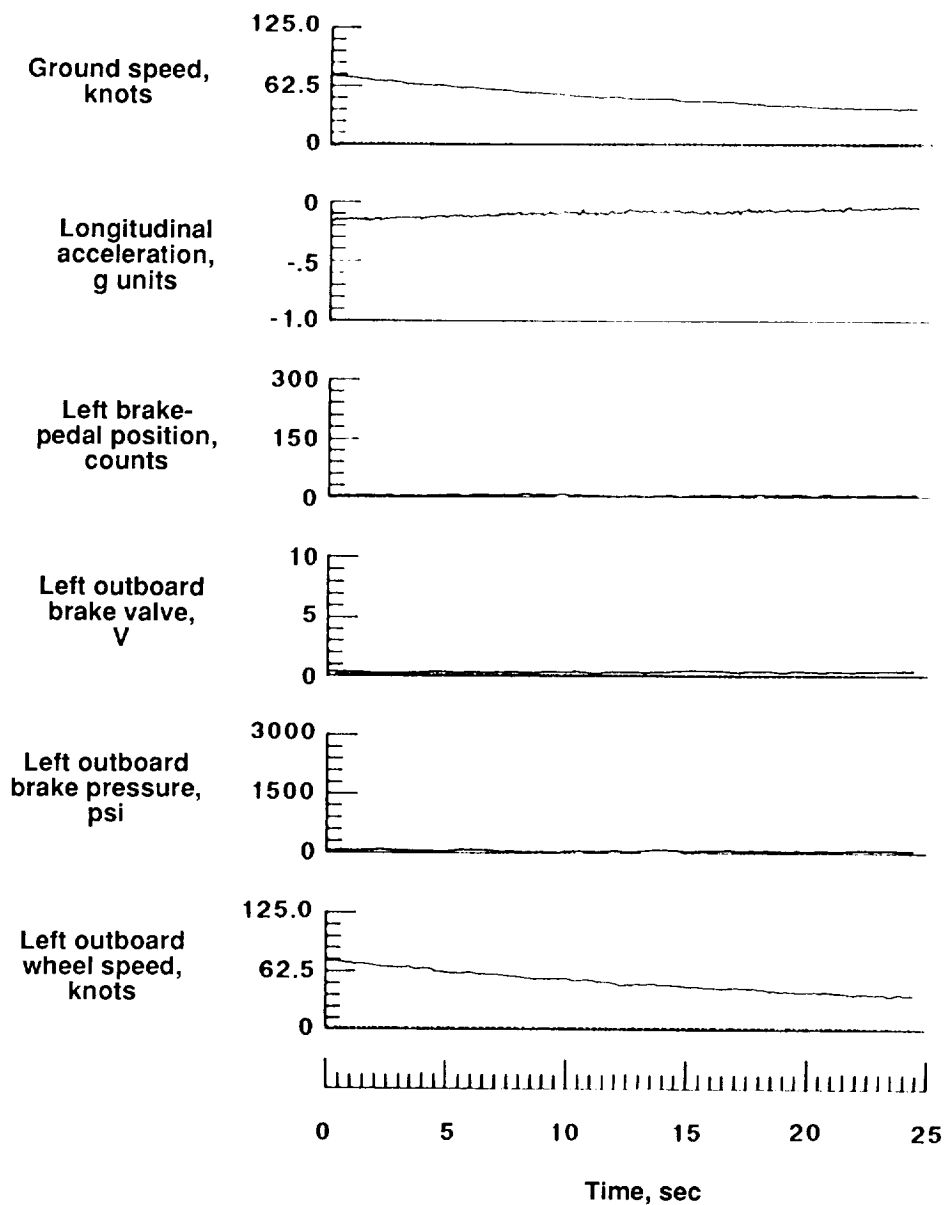 Ground speed,
knots
125.0
62.5
0
Longitudinal
acceleration,
g units
0
-.5
-1.0
Left brake-
pedal position,
counts
300
150
0
Left outboard
brake valve,
V
10
5
0
Left outboard
brake pressure,
psi
3000
1500
0
Left outboard
wheel speed,
knots
125.0
62.5
0
0 5 10 15 20 25
Time, sec